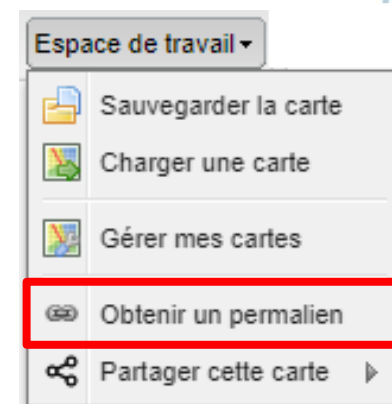 Espace de travail
Sauvegarder la carte
Charger une carte
Gérer mes cartes
Obtenir un permalien
Partager cette carte